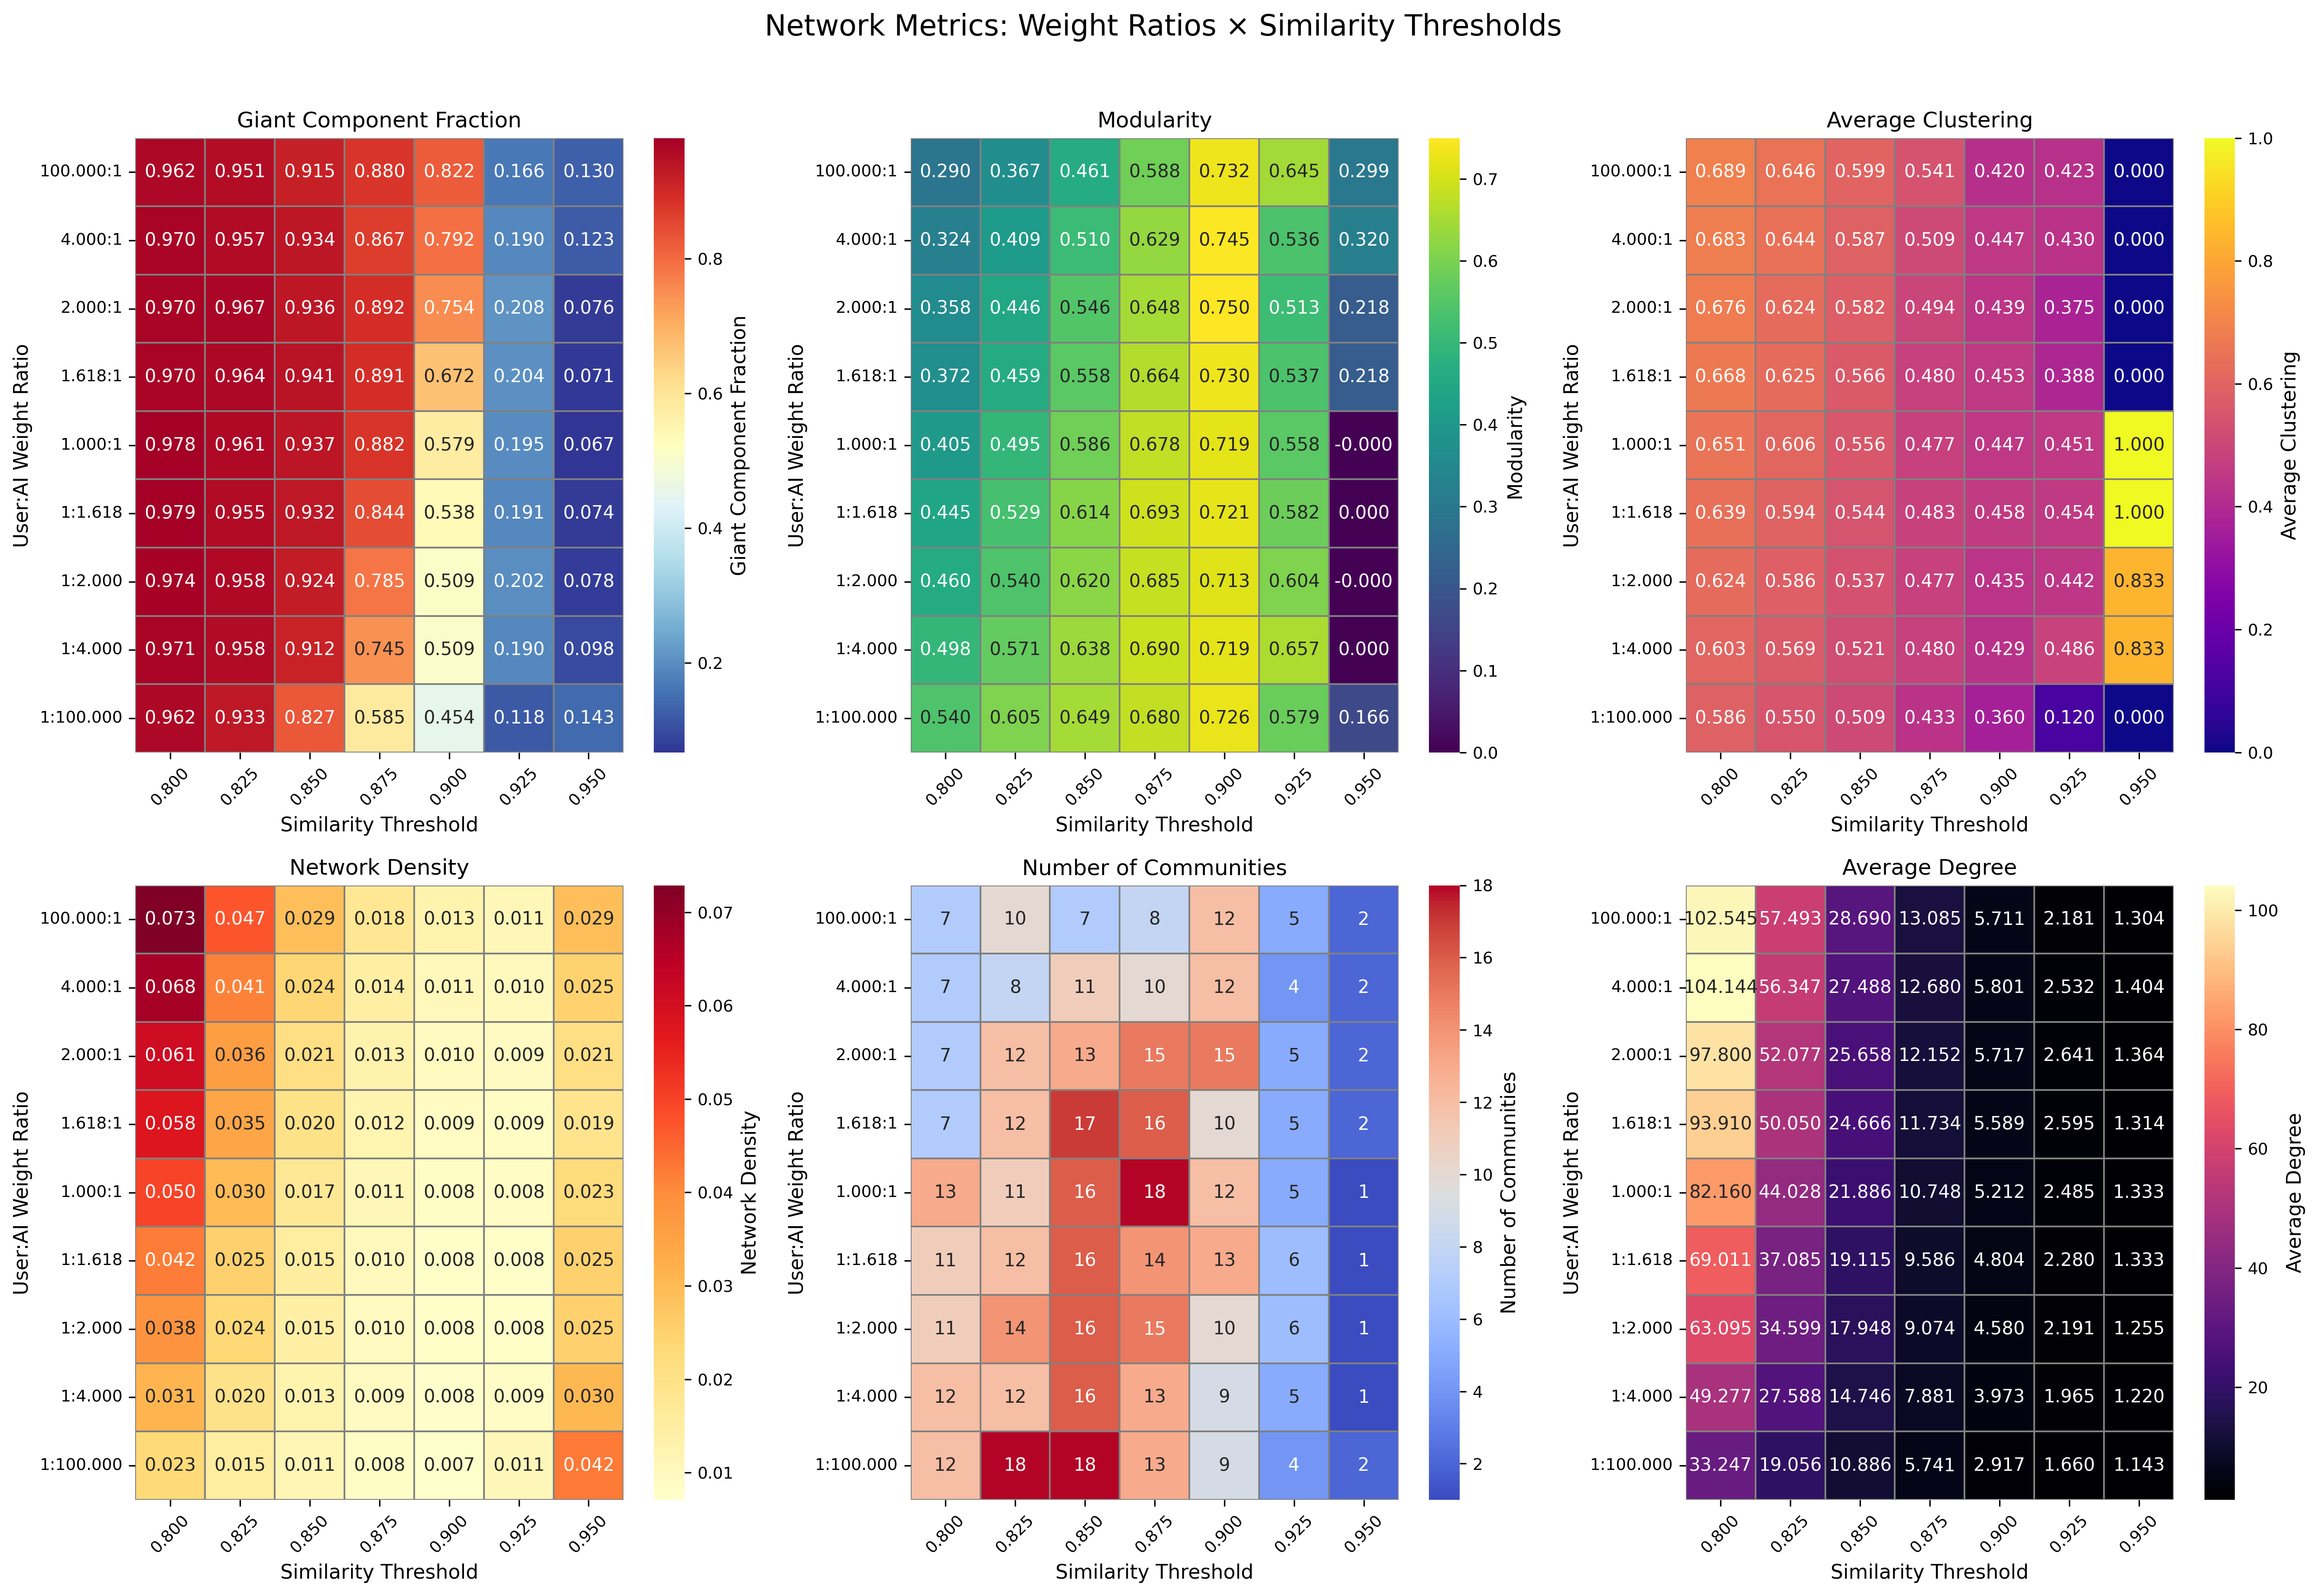 Network Metrics: Weight Ratios × Similarity Thresholds
Giant Component Fraction
User:AI Weight Ratio
100.000:1 0.962 0.951 0.915 0.880 0.822 0.166 0.130
4.000:1 0.970 0.957 0.934 0.867 0.792 0.190 0.123
2.000:1 0.970 0.967 0.936 0.892 0.754 0.208 0.076
1.618:1 0.970 0.964 0.941 0.891 0.672 0.204 0.071
1.000:1 0.978 0.961 0.937 0.882 0.579 0.195 0.067
1:1.618 0.979 0.955 0.932 0.844 0.538 0.191 0.074
1:2.000 0.974 0.958 0.924 0.785 0.509 0.202 0.078
1:4.000 0.971 0.958 0.912 0.745 0.509 0.190 0.098
1:100.000 0.962 0.933 0.827 0.585 0.454 0.118 0.143
0.800 0.825 0.850 0.875 0.900 0.925 0.950
Similarity Threshold
0.8
0.6
0.4
0.2
Giant Component Fraction
Modularity
User:AI Weight Ratio
100.000:1 0.290 0.367 0.461 0.588 0.732 0.645 0.299
4.000:1 0.324 0.409 0.510 0.629 0.745 0.536 0.320
2.000:1 0.358 0.446 0.546 0.648 0.750 0.513 0.218
1.618:1 0.372 0.459 0.558 0.664 0.730 0.537 0.218
1.000:1 0.405 0.495 0.586 0.678 0.719 0.558 -0.000
1:1.618 0.445 0.529 0.614 0.693 0.721 0.582 0.000
1:2.000 0.460 0.540 0.620 0.685 0.713 0.604 -0.000
1:4.000 0.498 0.571 0.638 0.690 0.719 0.657 0.000
1:100.000 0.540 0.605 0.649 0.680 0.726 0.579 0.166
0.800 0.825 0.850 0.875 0.900 0.925 0.950
Similarity Threshold
0.7
0.6
0.5
0.4
0.3
0.2
0.1
0.0
Modularity
Average Clustering
User:AI Weight Ratio
100.000:1 0.689 0.646 0.599 0.541 0.420 0.423 0.000
4.000:1 0.683 0.644 0.587 0.509 0.447 0.430 0.000
2.000:1 0.676 0.624 0.582 0.494 0.439 0.375 0.000
1.618:1 0.668 0.625 0.566 0.480 0.453 0.388 0.000
1.000:1 0.651 0.606 0.556 0.477 0.447 0.451 1.000
1:1.618 0.639 0.594 0.544 0.483 0.458 0.454 1.000
1:2.000 0.624 0.586 0.537 0.477 0.435 0.442 0.833
1:4.000 0.603 0.569 0.521 0.480 0.429 0.486 0.833
1:100.000 0.586 0.550 0.509 0.433 0.360 0.120 0.000
0.800 0.825 0.850 0.875 0.900 0.925 0.950
Similarity Threshold
1.0
0.8
0.6
0.4
0.2
0.0
Average Clustering
Network Density
User:AI Weight Ratio
100.000:1 0.073 0.047 0.029 0.018 0.013 0.011 0.029
4.000:1 0.068 0.041 0.024 0.014 0.011 0.010 0.025
2.000:1 0.061 0.036 0.021 0.013 0.010 0.009 0.021
1.618:1 0.058 0.035 0.020 0.012 0.009 0.009 0.019
1.000:1 0.050 0.030 0.017 0.011 0.008 0.008 0.023
1:1.618 0.042 0.025 0.015 0.010 0.008 0.008 0.025
1:2.000 0.038 0.024 0.015 0.010 0.008 0.008 0.025
1:4.000 0.031 0.020 0.013 0.009 0.008 0.009 0.030
1:100.000 0.023 0.015 0.011 0.008 0.007 0.011 0.042
0.800 0.825 0.850 0.875 0.900 0.925 0.950
Similarity Threshold
0.07
0.06
0.05
0.04
0.03
0.02
0.01
Network Density
Number of Communities
User:AI Weight Ratio
100.000:1 7 10 7 8 12 5 2
4.000:1 7 8 11 10 12 4 2
2.000:1 7 12 13 15 15 5 2
1.618:1 7 12 17 16 10 5 2
1.000:1 13 11 16 18 12 5 1
1:1.618 11 12 16 14 13 6 1
1:2.000 11 14 16 15 10 6 1
1:4.000 12 12 16 13 9 5 1
1:100.000 12 18 18 13 9 4 2
0.800 0.825 0.850 0.875 0.900 0.925 0.950
Similarity Threshold
18
16
14
12
10
8
6
4
2
Number of Communities
Average Degree
User:AI Weight Ratio
100.000:1 102.545 57.493 28.690 13.085 5.711 2.181 1.304
4.000:1 104.144 56.347 27.488 12.680 5.801 2.532 1.404
2.000:1 97.800 52.077 25.658 12.152 5.717 2.641 1.364
1.618:1 93.910 50.050 24.666 11.734 5.589 2.595 1.314
1.000:1 82.160 44.028 21.886 10.748 5.212 2.485 1.333
1:1.618 69.011 37.085 19.115 9.586 4.804 2.280 1.333
1:2.000 63.095 34.599 17.948 9.074 4.580 2.191 1.255
1:4.000 49.277 27.588 14.746 7.881 3.973 1.965 1.220
1:100.000 33.247 19.056 10.886 5.741 2.917 1.660 1.143
0.800 0.825 0.850 0.875 0.900 0.925 0.950
Similarity Threshold
100
80
60
40
20
Average Degree